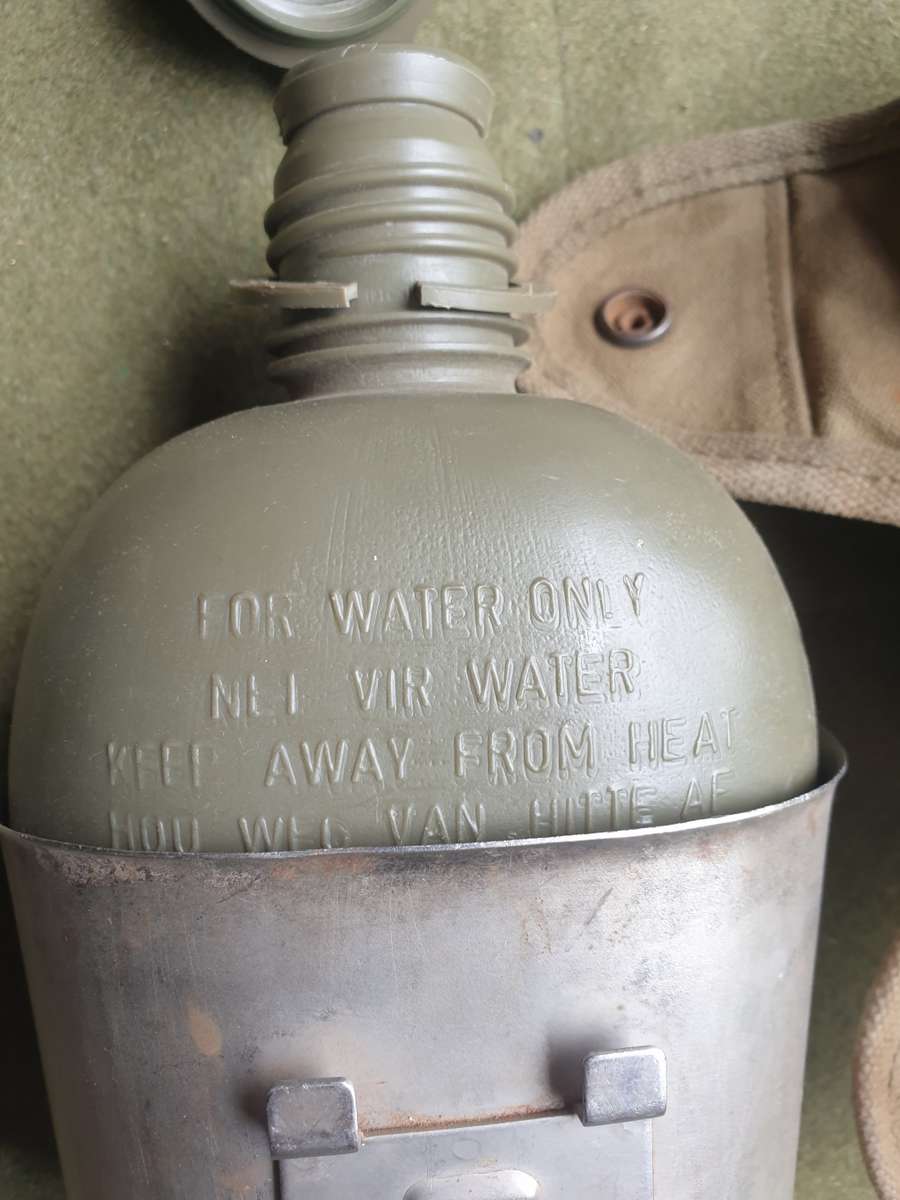 FOR WATER ONLY
NET VIR WATER
KEEP AWAY FROM HEAT
HOU WEG VAN HITTE AF